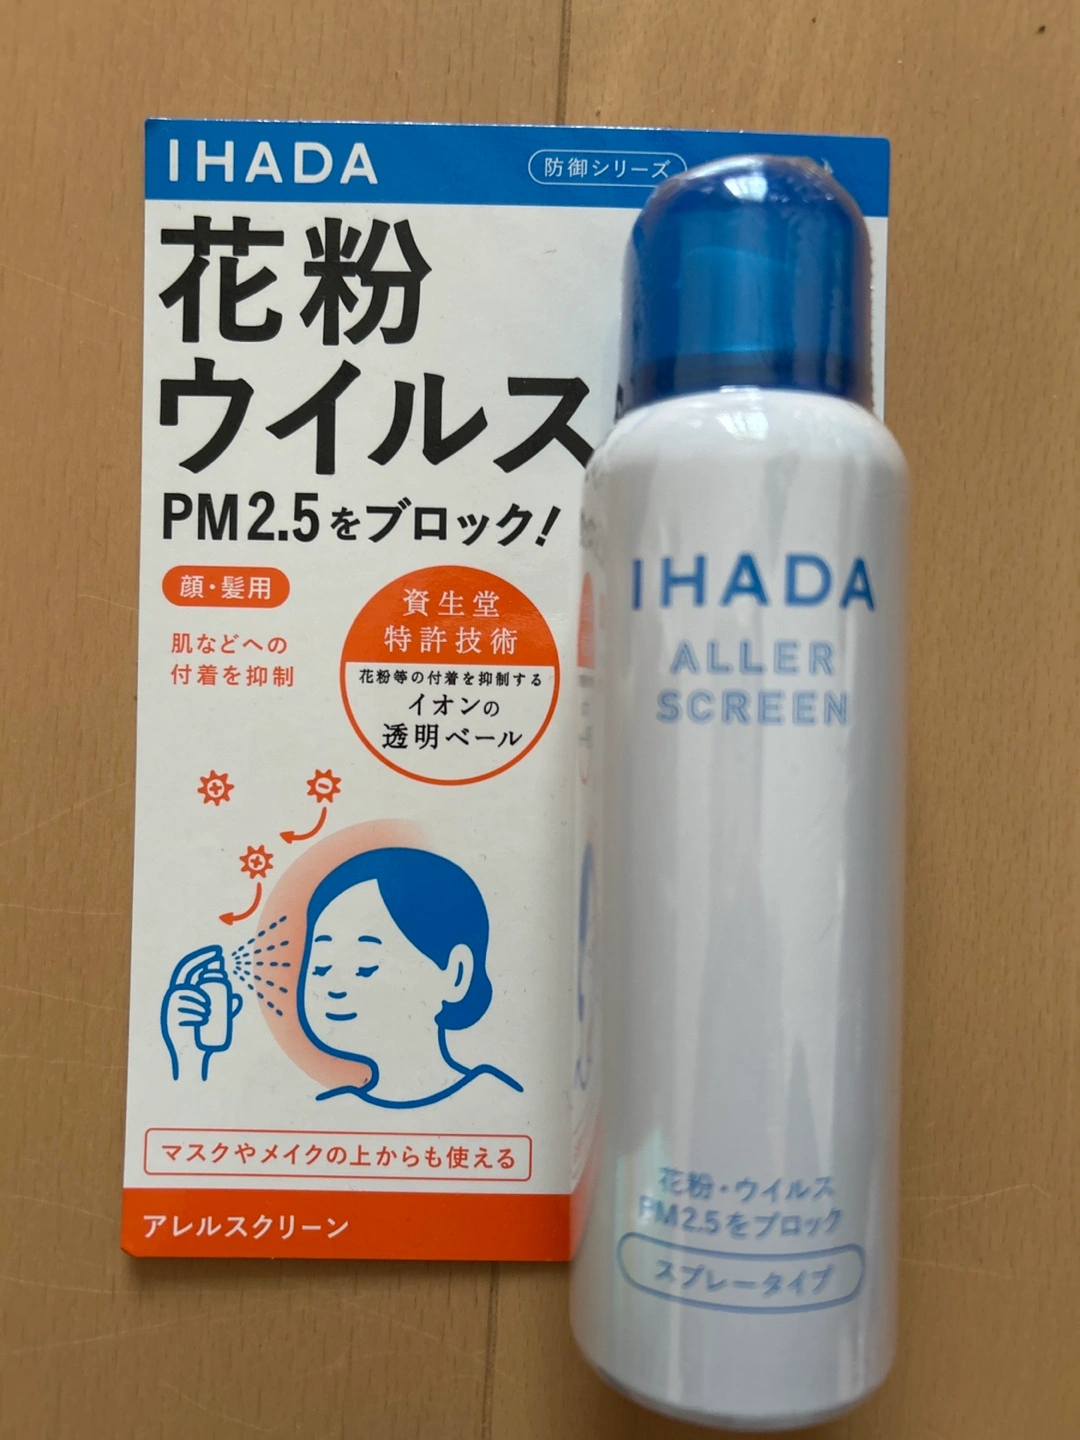 IHADA
防御シリーズ
花粉
ウイルス
PM2.5をブロック!
顔・髪用
肌などへの
付着を抑制
資生堂
特許技術
花粉等の付着を抑制する
イオンの
透明ベール
マスクやメイクの上からも使える
アレルスクリーン
IHADA
ALLER
SCREEN
花粉・ウイルス
PM2.5をブロック
スプレータイプ